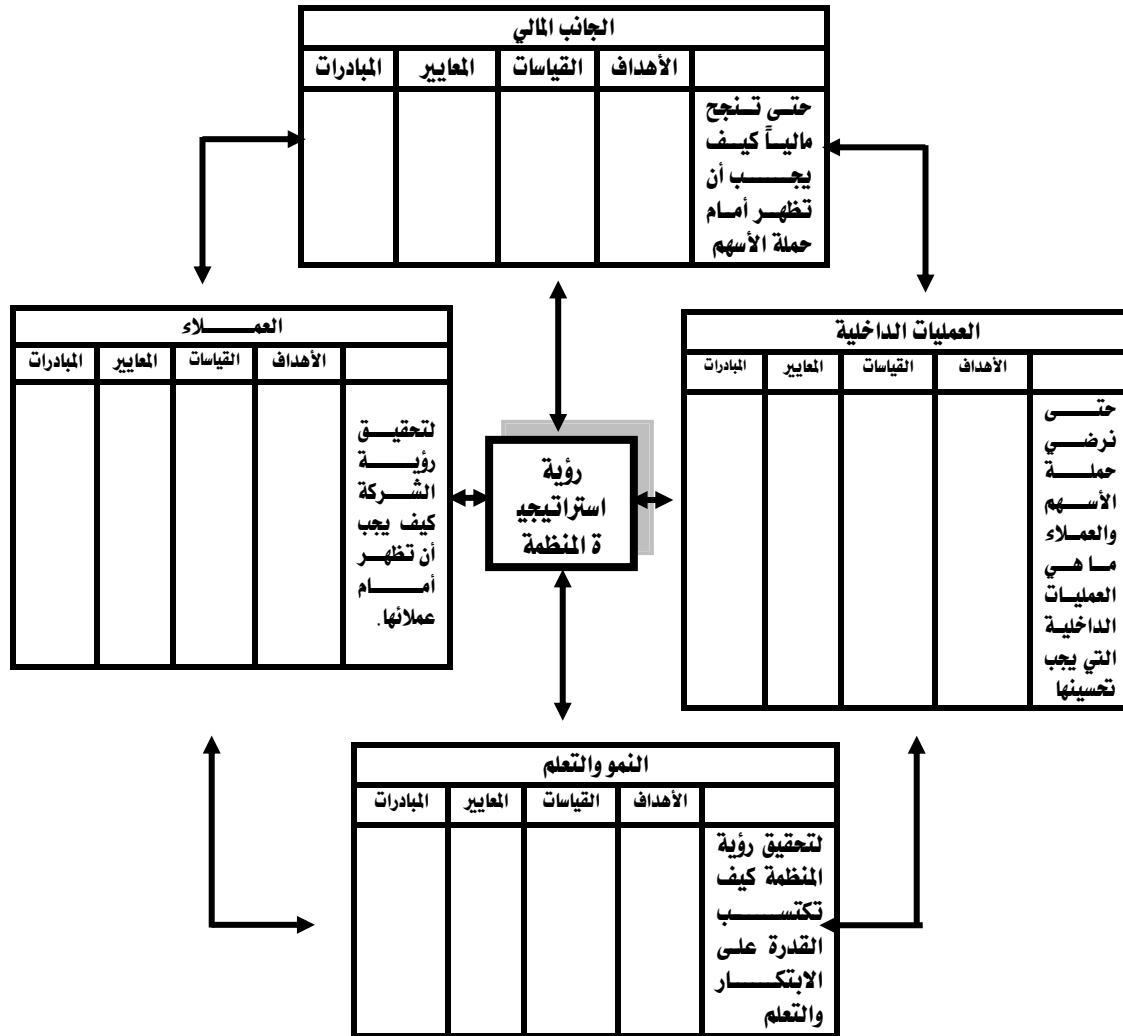 الجانب المالي
الأهداف القياسات المعايير المبادرات
حتى تنجح
مالياً كيف
يجب أن
تظهر أمام
حملة الأسهم
العملاء
الأهداف القياسات المعايير المبادرات
لتحقيق
رؤية
الشركة
كيف يجب
أن تظهر
أمام
عملائها.
رؤية
استراتيجي
ة المنظمة
العمليات الداخلية
الأهداف القياسات المعايير المبادرات
حتى
نرضي
حملة
الأسهم
والعملاء
ما هي
العمليات
الداخلية
التي يجب
تحسينها
النمو والتعلم
الأهداف القياسات المعايير المبادرات
لتحقيق رؤية
المنظمة كيف
تكتسب
القدرة على
الابتكار
والتعلم